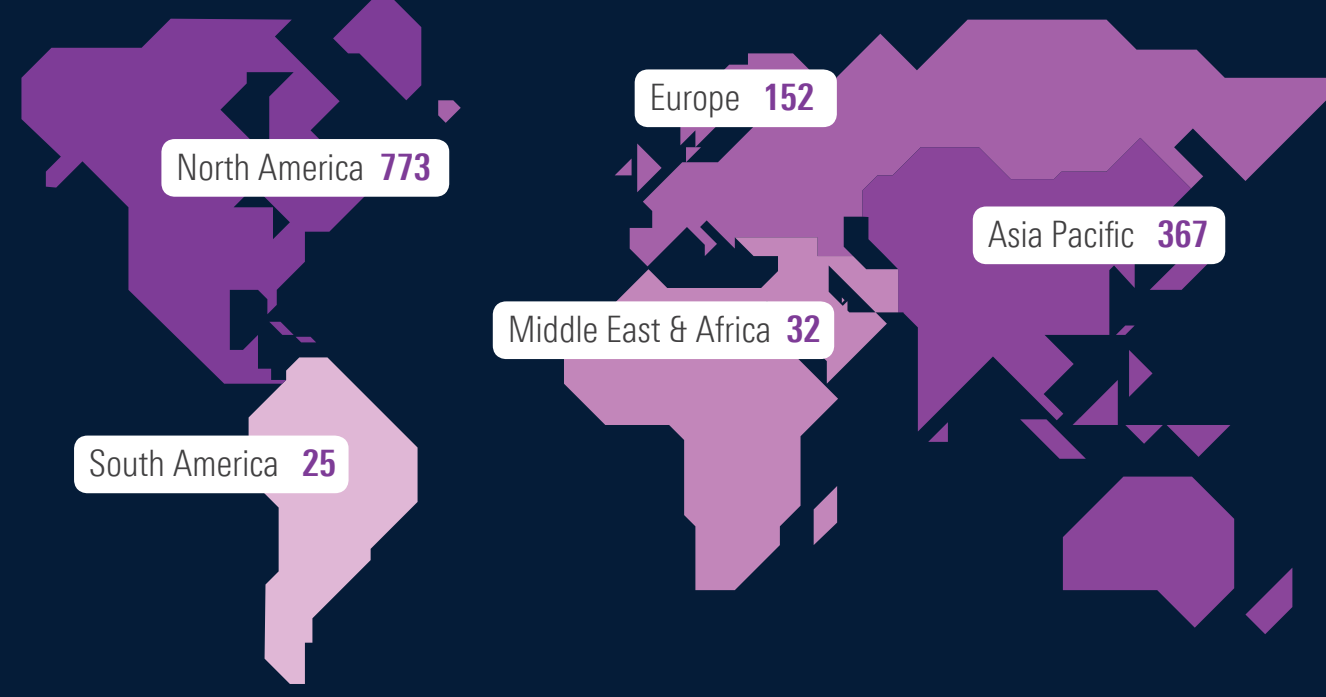 Europe 152
North America 773
Asia Pacific 367
Middle East & Africa 32
South America 25